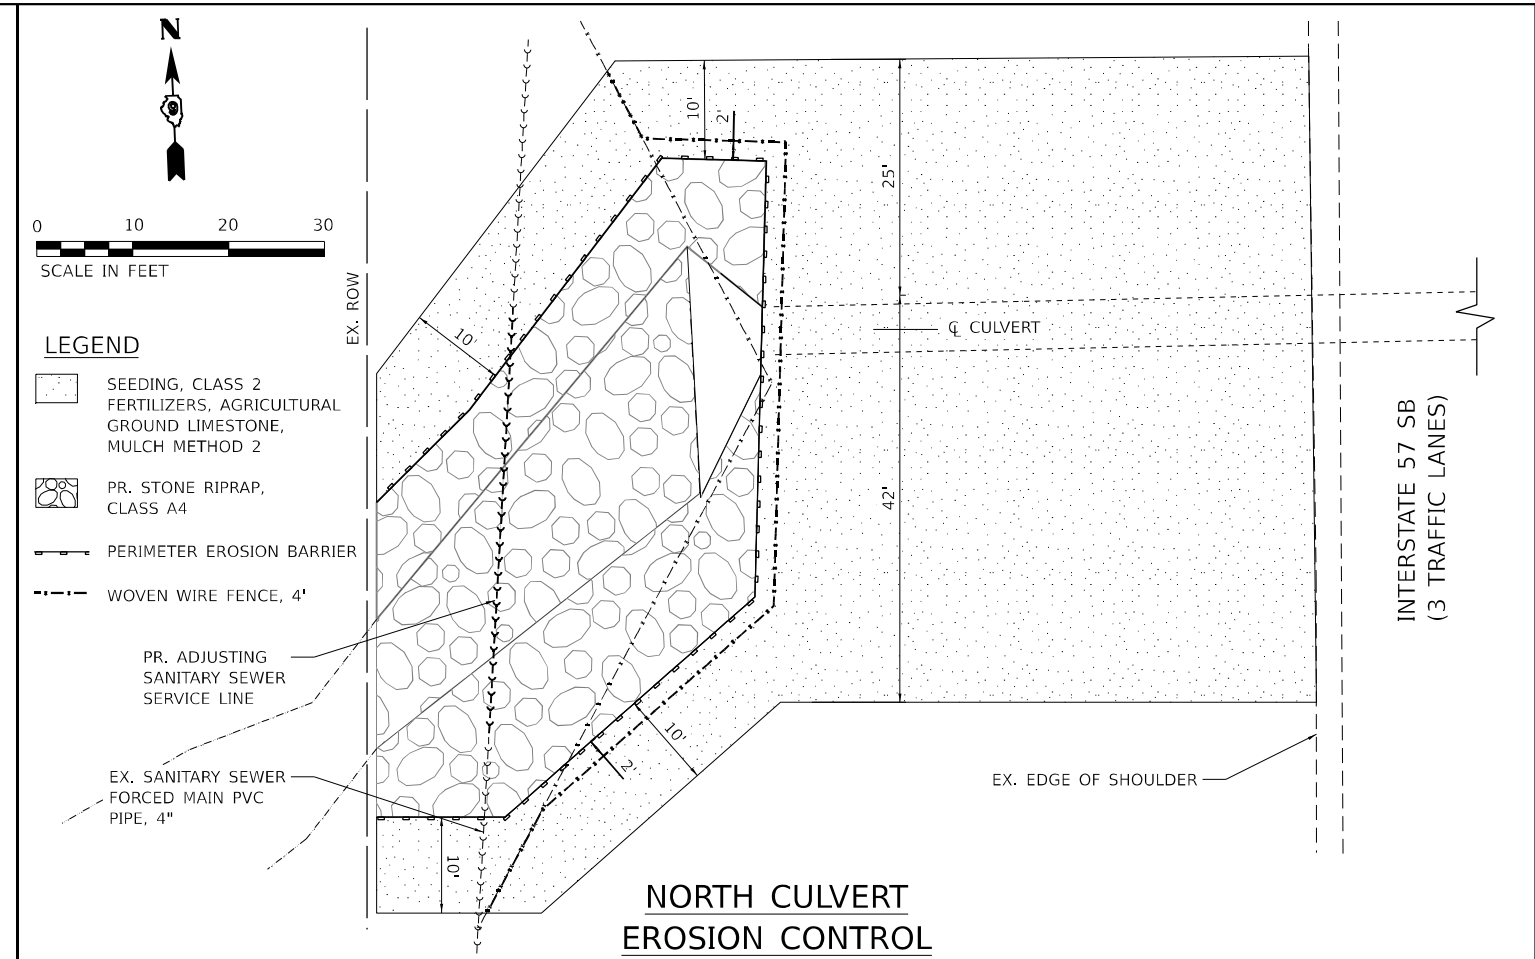 N
9
0 10 20 30
SCALE IN FEET
LEGEND
SEEDING, CLASS 2
FERTILIZERS, AGRICULTURAL
GROUND LIMESTONE,
MULCH METHOD 2
PR. STONE RIPRAP,
CLASS A4
PERIMETER EROSION BARRIER
WOVEN WIRE FENCE, 4'
PR. ADJUSTING
SANITARY SEWER
SERVICE LINE
EX. SANITARY SEWER
FORCED MAIN PVC
PIPE, 4"
EX. ROW
10'
10'
2'
25'
℄ CULVERT
42'
10'
2'
10'
EX. EDGE OF SHOULDER
INTERSTATE 57 SB
(3 TRAFFIC LANES)
NORTH CULVERT
EROSION CONTROL